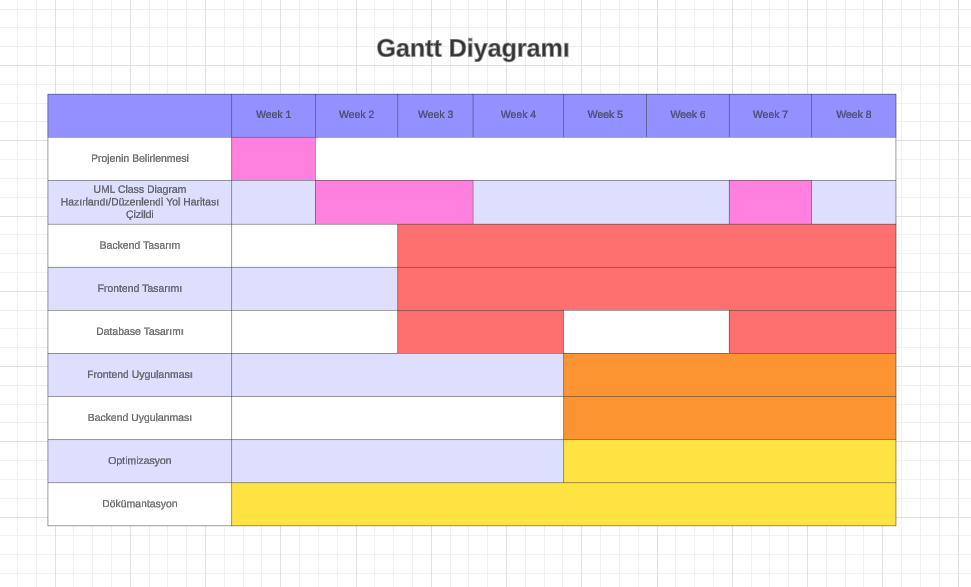 Gantt Diyagramı
Week 1
Week 2
Week 3
Week 4
Week 5
Week 6
Week 7
Week 8
Projenin Belirlenmesi
UML Class Diagram
Hazırlandı/Düzenlendi Yol Haritası
Çizildi
Backend Tasarım
Frontend Tasarımı
Database Tasarımı
Frontend Uygulanması
Backend Uygulanması
Optimizasyon
Dökümantasyon